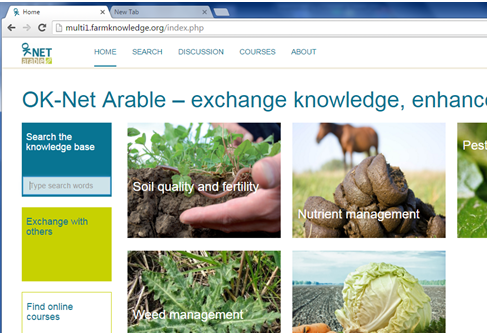 Home
New Tab
multi1.farmknowledge.org/index.php
OK NET
arable
HOME SEARCH DISCUSSION COURSES ABOUT
OK-Net Arable – exchange knowledge, enhance
Search the
knowledge base
Type search words
Soil quality and fertility
Nutrient management
Pest
Exchange with
others
Weed management
Find online
courses